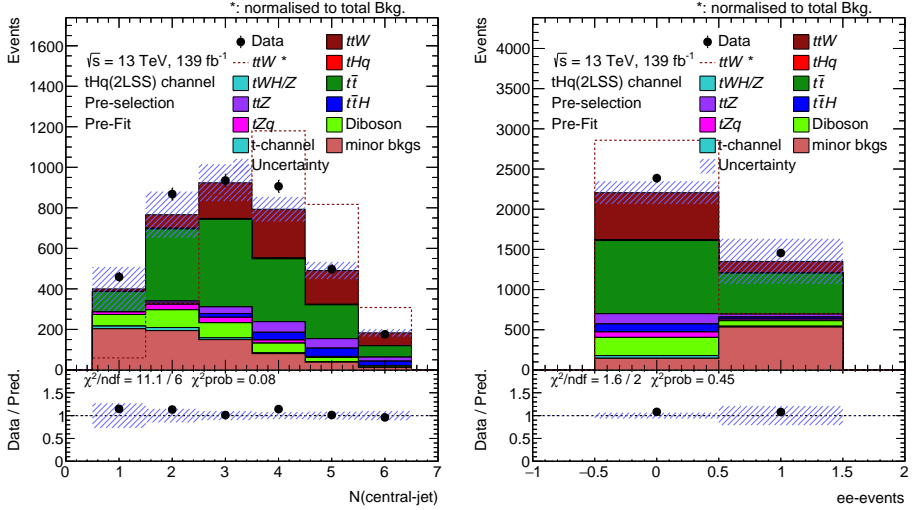 *: normalised to total Bkg.
Events
1600
1400
1200
1000
800
600
400
200
0
√s = 13 TeV, 139 fb⁻¹
tHq(2LSS) channel
Pre-selection
Pre-Fit
Data
ttW
ttW *
tHq
tWH/Z
tt̄
ttZ
tt̄H
tZq
Diboson
t-channel
minor bkgs
Uncertainty
χ²/ndf = 11.1 / 6 χ²prob = 0.08
Data / Pred.
1.5
1
0.5
0
0 1 2 3 4 5 6 7
N(central-jet)
*: normalised to total Bkg.
Events
4000
3500
3000
2500
2000
1500
1000
500
0
√s = 13 TeV, 139 fb⁻¹
tHq(2LSS) channel
Pre-selection
Pre-Fit
Data
ttW
ttW *
tHq
tWH/Z
tt̄
ttZ
tt̄H
tZq
Diboson
t-channel
minor bkgs
Uncertainty
χ²/ndf = 1.6 / 2 χ²prob = 0.45
Data / Pred.
1.5
1
0.5
0
−1 −0.5 0 0.5 1 1.5 2
ee-events